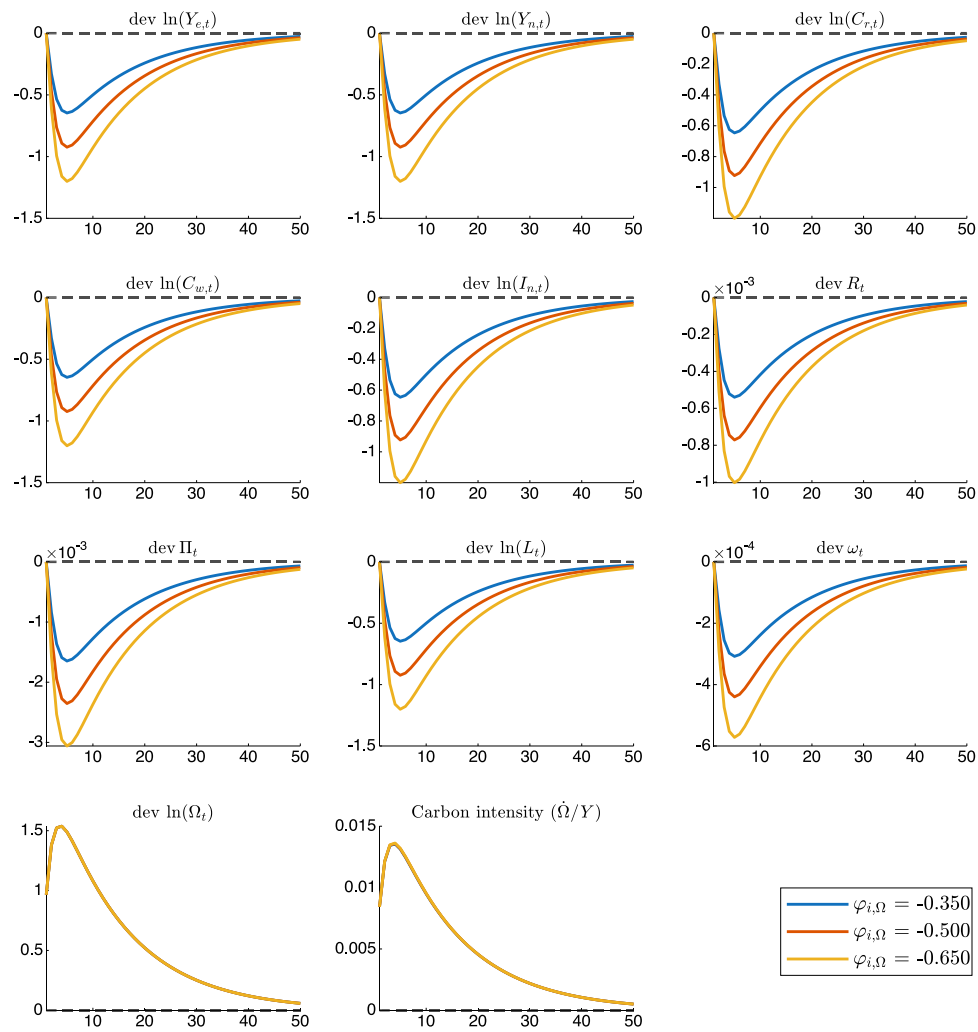 dev ln(Y_{e,t})
0
-0.5
-1
-1.5
10 20 30 40 50
dev ln(Y_{n,t})
0
-0.5
-1
-1.5
10 20 30 40 50
dev ln(C_{r,t})
0
-0.2
-0.4
-0.6
-0.8
-1
10 20 30 40 50
dev ln(C_{w,t})
0
-0.5
-1
-1.5
10 20 30 40 50
dev ln(I_{n,t})
0
-0.2
-0.4
-0.6
-0.8
-1
10 20 30 40 50
dev R_t
×10^{-3}
0
-0.2
-0.4
-0.6
-0.8
-1
10 20 30 40 50
dev Π_t
×10^{-3}
0
-1
-2
-3
10 20 30 40 50
dev ln(L_t)
0
-0.5
-1
-1.5
10 20 30 40 50
dev ω_t
×10^{-4}
0
-2
-4
-6
10 20 30 40 50
dev ln(Ω_t)
1.5
1
0.5
0
10 20 30 40 50
Carbon intensity (Ω̇/Y)
0.015
0.01
0.005
0
10 20 30 40 50
φ_{i,Ω} = -0.350
φ_{i,Ω} = -0.500
φ_{i,Ω} = -0.650